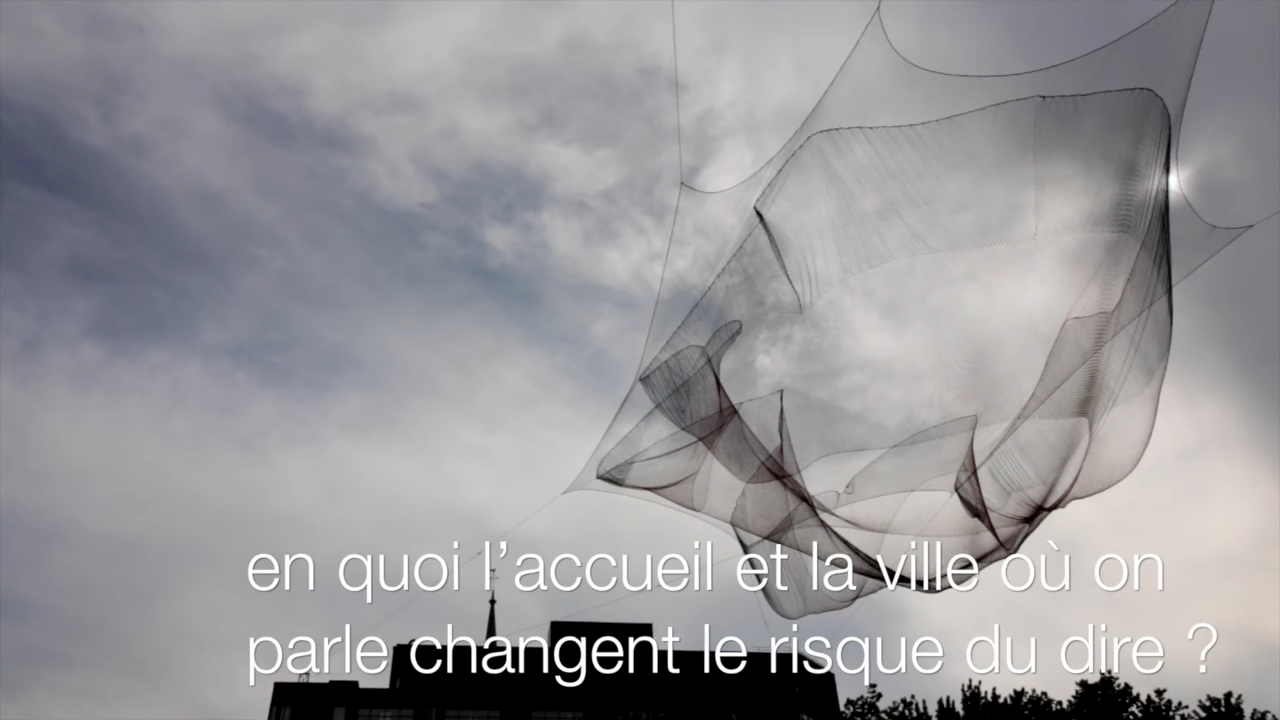 en quoi l’accueil et la ville où on
parle changent le risque du dire ?